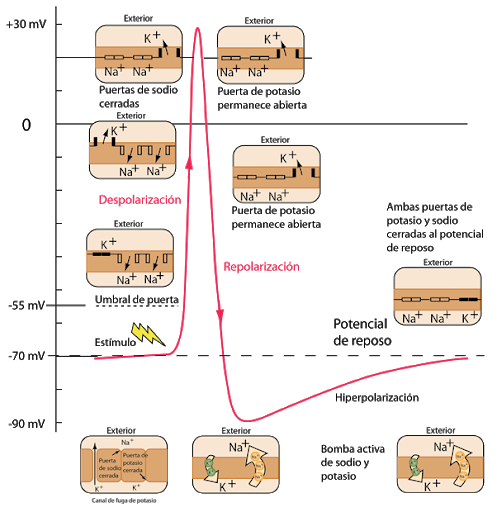 +30 mV
Exterior
K+
Na+ Na+
Puertas de sodio
cerradas
Exterior
K+
Na+ Na+
Puerta de potasio
permanece abierta
0
Exterior
K+
Na+ Na+
Despolarización
Exterior
K+
Na+ Na+
Puerta de potasio
permanece abierta
Exterior
K+
Na+ Na+
Repolarización
Ambas puertas de
potasio y sodio
cerradas al potencial
de reposo
Exterior
Na+ Na+ K+
-55 mV
Umbral de puerta
Estímulo
Potencial
de reposo
-70 mV
Hiperpolarización
-90 mV
Exterior
Na+
Puerta
de sodio
cerrada
Puerta de
potasio
cerrada
K+ K+
Canal de fuga de potasio
Exterior
Na+
K+
Bomba activa
de sodio y
potasio
Exterior
Na+
K+